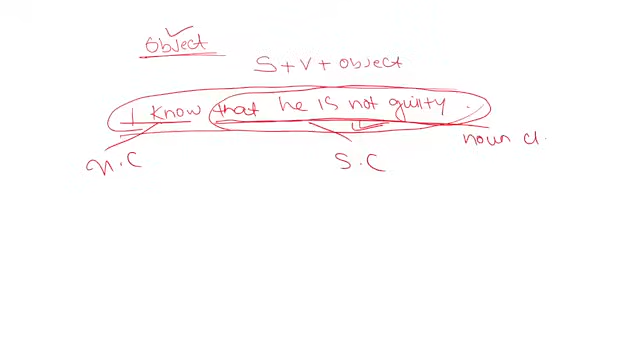 Object
S + V + Object
I know that he is not guilty.
M.C
S.C
noun cl.